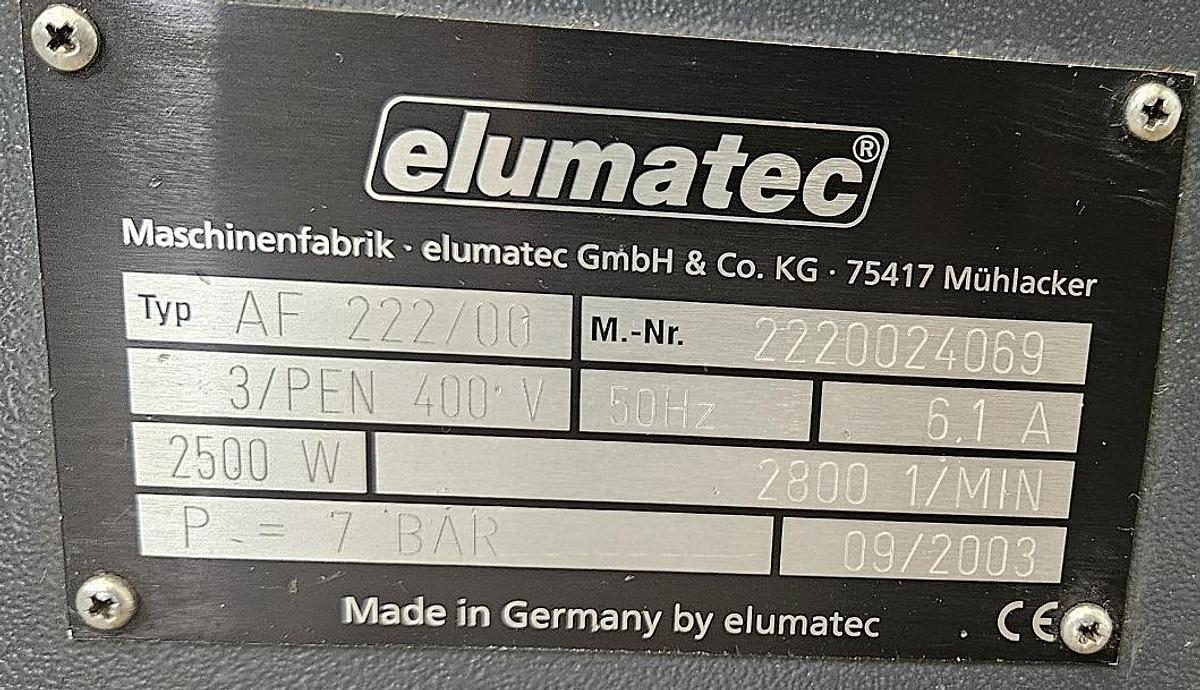 elumatec®
Maschinenfabrik · elumatec GmbH & Co. KG · 75417 Mühlacker
Typ AF 222/00 M.-Nr. 2220024069
3/PEN 400 V 50Hz 6.1 A
2500 W 2800 1/MIN
P. = 7 BAR 09/2003
Made in Germany by elumatec CE